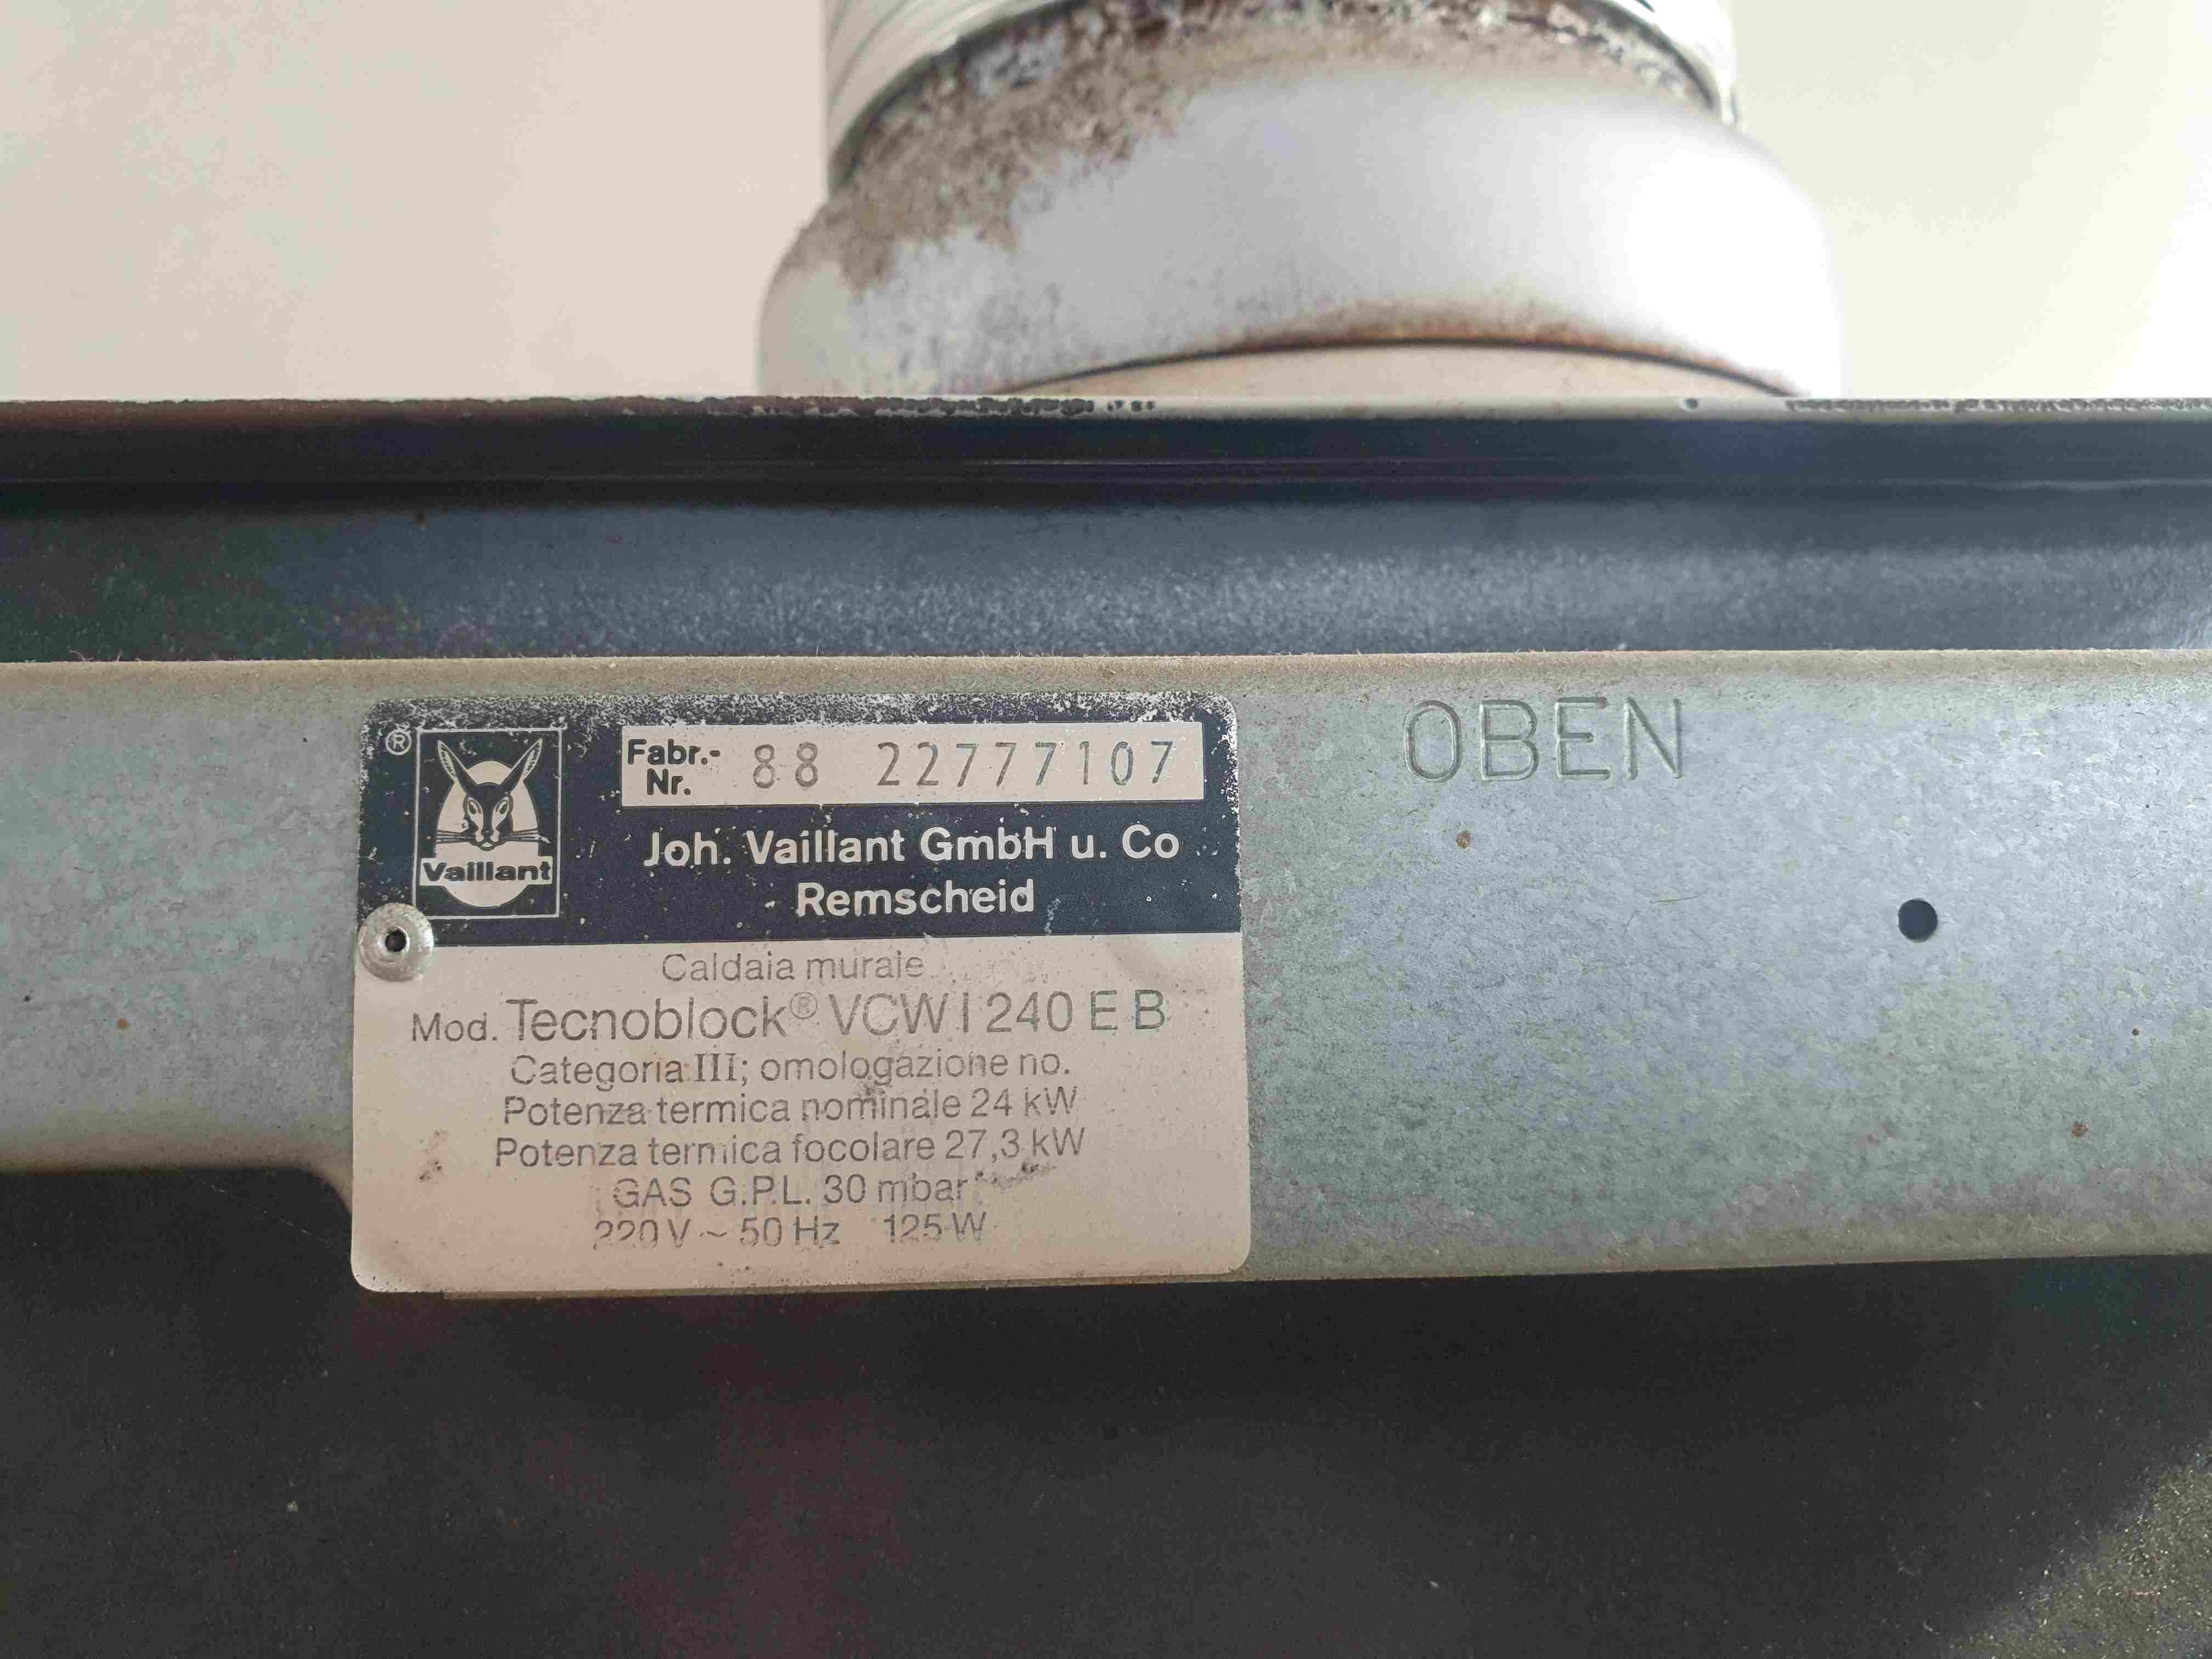 ®
Vaillant
Fabr.-Nr. 88 22777107
Joh. Vaillant GmbH u. Co
Remscheid
OBEN
Caldaia murale
Mod. Tecnoblock® VCW I 240 E B
Categoria III; omologazione no.
Potenza termica nominale 24 kW
Potenza termica focolare 27,3 kW
GAS G.P.L. 30 mbar
220 V ~ 50 Hz 125 W